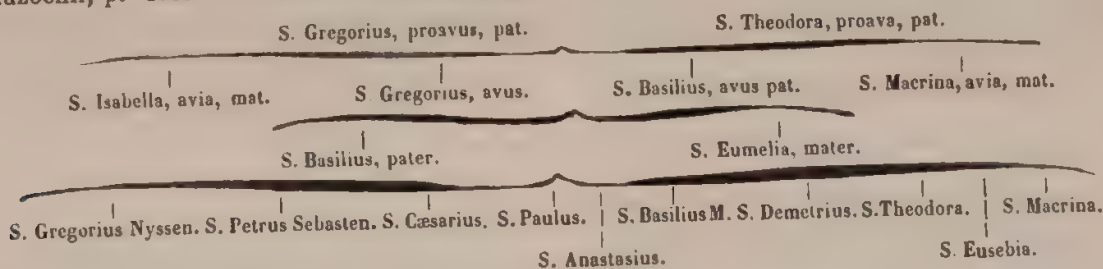 S. Gregorius, proavus, pat. S. Theodora, proava, pat.
S. Isabella, avia, mat. S Gregorius, avus. S. Basilius, avus pat. S. Macrina, avia, mat.
S. Basilius, pater. S. Eumelia, mater.
S. Gregorius Nyssen. S. Petrus Sebasten. S. Cæsarius. S. Paulus. S. Basilius M. S. Demetrius. S. Theodora. S. Macrina.
S. Anastasius. S. Eusebia.